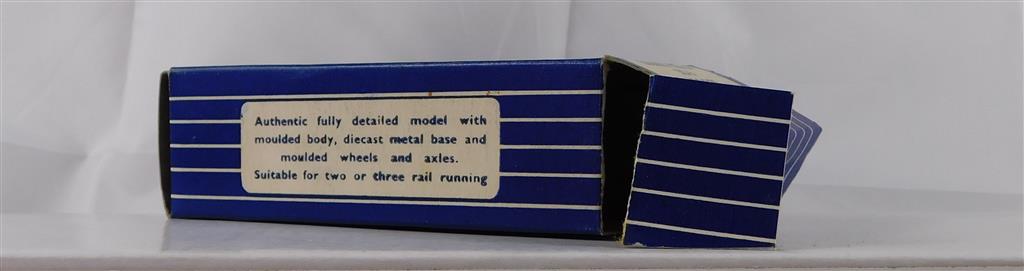 Authentic fully detailed model with
moulded body, diecast metal base and
moulded wheels and axles.
Suitable for two or three rail running